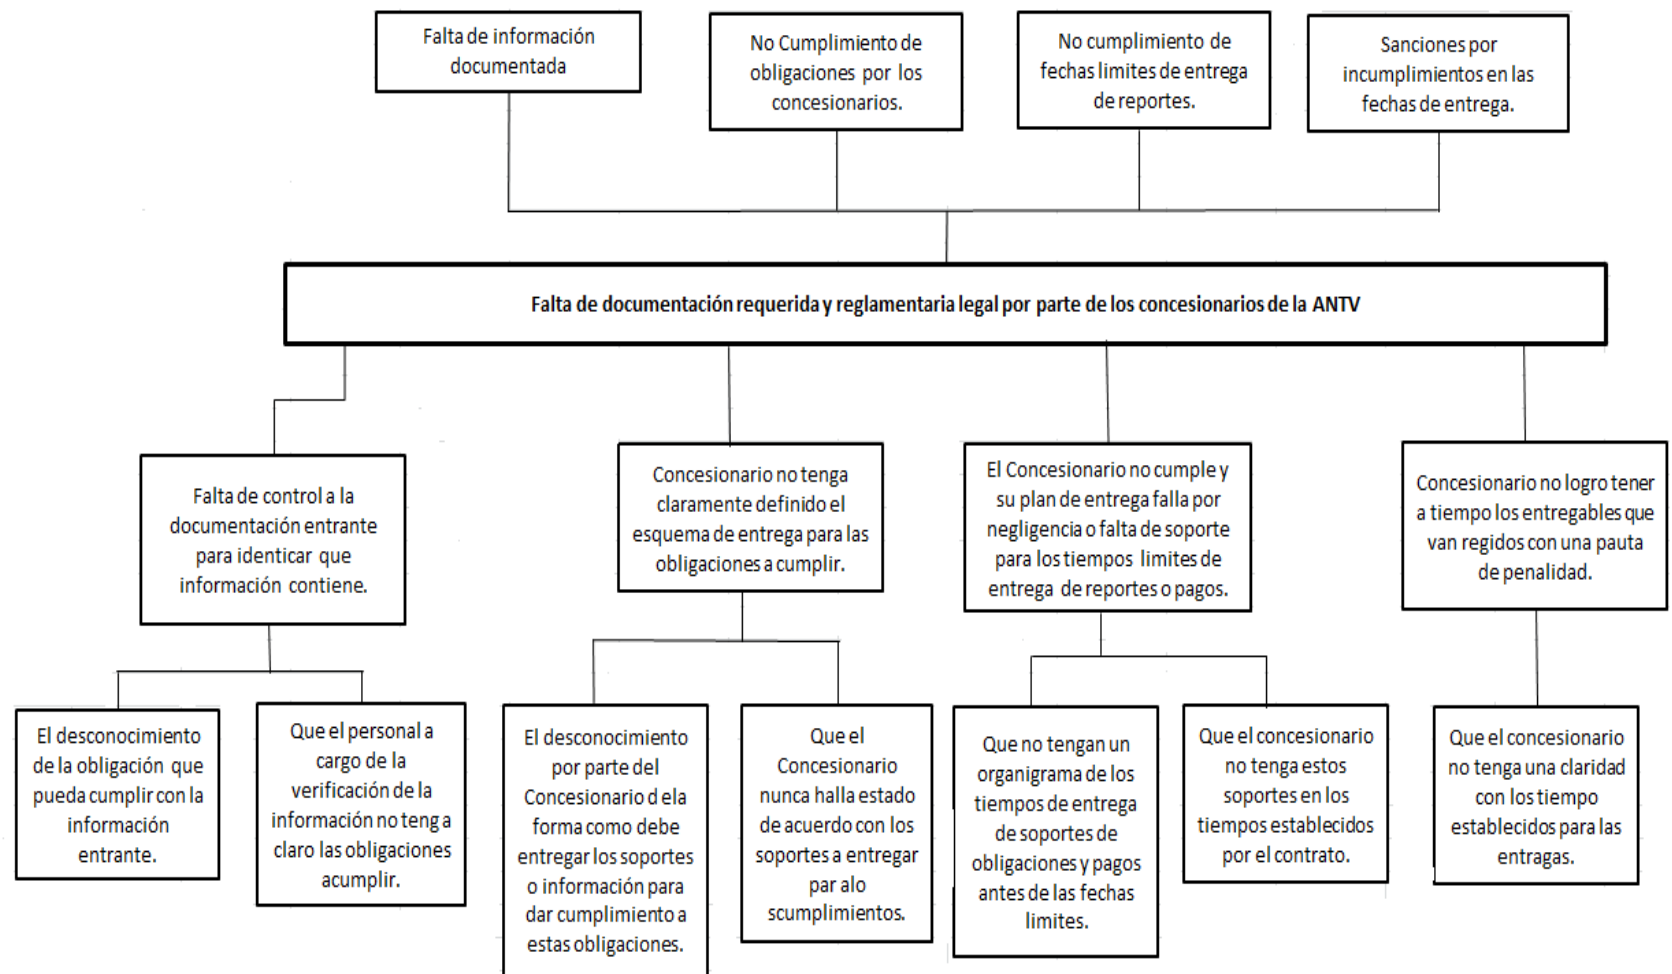 Falta de información
documentada
No Cumplimiento de
obligaciones por los
concesionarios.
No cumplimiento de
fechas limites de entrega
de reportes.
Sanciones por
incumplimientos en las
fechas de entrega.
Falta de documentación requerida y reglamentaria legal por parte de los concesionarios de la ANTV
Falta de control a la
documentación entrante
para identicar que
información contiene.
Concesionario no tenga
claramente definido el
esquema de entrega para las
obligaciones a cumplir.
El Concesionario no cumple y
su plan de entrega falla por
negligencia o falta de soporte
para los tiempos limites de
entrega de reportes o pagos.
Concesionario no logro tener
a tiempo los entregables que
van regidos con una pauta
de penalidad.
El desconocimiento
de la obligación que
pueda cumplir con la
información
entrante.
Que el personal a
cargo de la
verificación de la
información no teng a
claro las obligaciones
acumplir.
El desconocimiento
por parte del
Concesionario d ela
forma como debe
entregar los soportes
o información para
dar cumplimiento a
estas obligaciones.
Que el
Concesionario
nunca halla estado
de acuerdo con los
soportes a entregar
par alo
scumplimientos.
Que no tengan un
organigrama de los
tiempos de entrega
de soportes de
obligaciones y pagos
antes de las fechas
limites.
Que el concesionario
no tenga estos
soportes en los
tiempos establecidos
por el contrato.
Que el concesionario
no tenga una claridad
con los tiempo
establecidos para las
entragas.